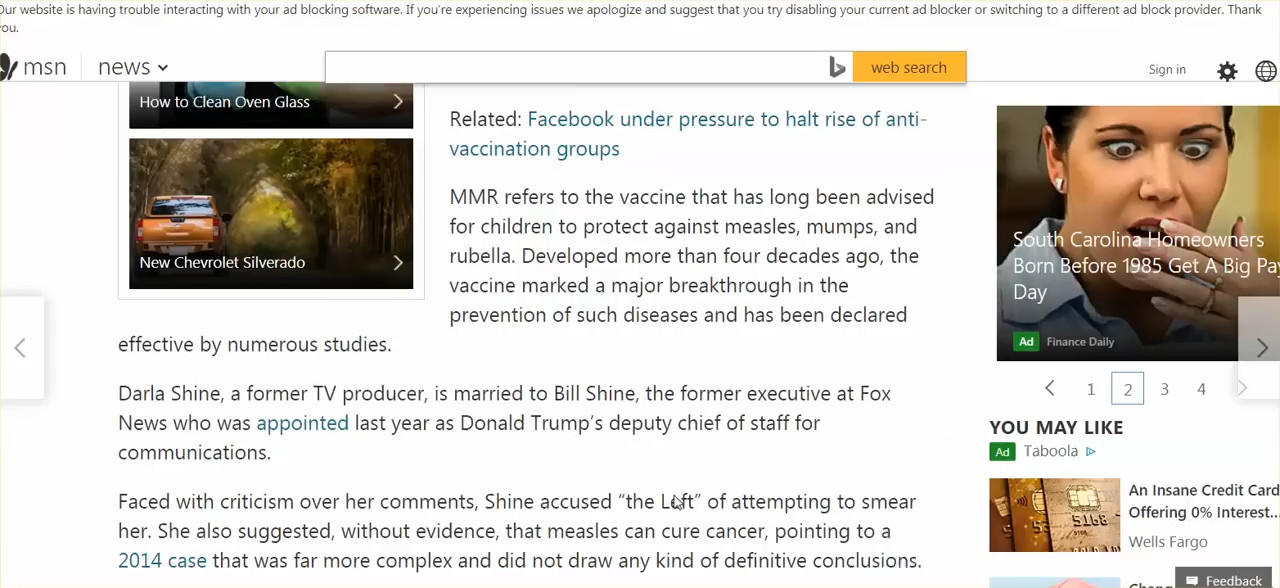 Our website is having trouble interacting with your ad blocking software. If you're experiencing issues we apologize and suggest that you try disabling your current ad blocker or switching to a different ad block provider. Thank
you.
msn news web search Sign in
How to Clean Oven Glass
New Chevrolet Silverado
Related: Facebook under pressure to halt rise of anti-
vaccination groups
MMR refers to the vaccine that has long been advised
for children to protect against measles, mumps, and
rubella. Developed more than four decades ago, the
vaccine marked a major breakthrough in the
prevention of such diseases and has been declared
effective by numerous studies.
Darla Shine, a former TV producer, is married to Bill Shine, the former executive at Fox
News who was appointed last year as Donald Trump’s deputy chief of staff for
communications.
Faced with criticism over her comments, Shine accused “the Left” of attempting to smear
her. She also suggested, without evidence, that measles can cure cancer, pointing to a
2014 case that was far more complex and did not draw any kind of definitive conclusions.
South Carolina Homeowners
Born Before 1985 Get A Big Pay
Day
Ad Finance Daily
1 2 3 4
YOU MAY LIKE
Ad Taboola
An Insane Credit Card
Offering 0% Interest...
Wells Fargo
Feedback